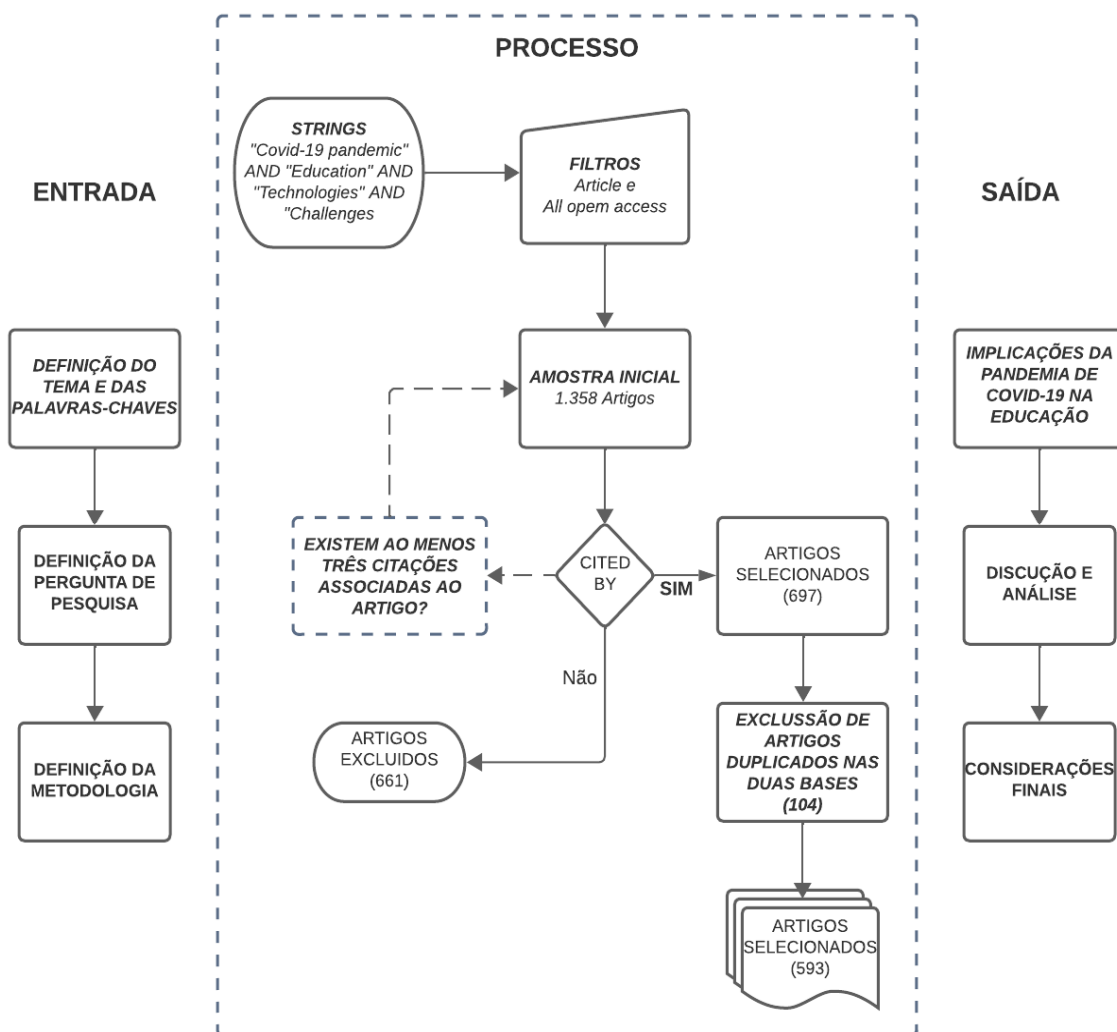 PROCESSO
ENTRADA
DEFINIÇÃO DO
TEMA E DAS
PALAVRAS-CHAVES
DEFINIÇÃO DA
PERGUNTA DE
PESQUISA
DEFINIÇÃO DA
METODOLOGIA
STRINGS
"Covid-19 pandemic"
AND "Education" AND
"Technologies" AND
"Challenges
FILTROS
Article e
All opem access
AMOSTRA INICIAL
1.358 Artigos
CITED
BY
EXISTEM AO MENOS
TRÊS CITAÇÕES
ASSOCIADAS AO
ARTIGO?
SIM
ARTIGOS
SELECIONADOS
(697)
Não
ARTIGOS
EXCLUIDOS
(661)
EXCLUSSÃO DE
ARTIGOS
DUPLICADOS NAS
DUAS BASES
(104)
ARTIGOS
SELECIONADOS
(593)
SAÍDA
IMPLICAÇÕES DA
PANDEMIA DE
COVID-19 NA
EDUCAÇÃO
DISCUÇÃO E
ANÁLISE
CONSIDERAÇÕES
FINAIS